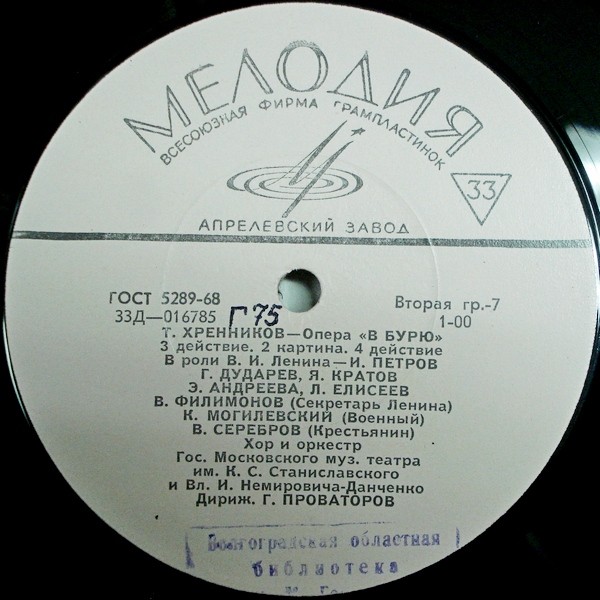 МЕЛОДИЯ
ВСЕСОЮЗНАЯ ФИРМА ГРАМПЛАСТИНОК
33
АПРЕЛЕВСКИЙ ЗАВОД
ГОСТ 5289-68
Вторая гр.-7
33Д—016785
Г 75
1-00
Т. ХРЕННИКОВ—Опера «В БУРЮ»
3 действие. 2 картина. 4 действие
В роли В. И. Ленина—И. ПЕТРОВ
Г. ДУДАРЕВ, Я. КРАТОВ
Э. АНДРЕЕВА, Л. ЕЛИСЕЕВ
В. ФИЛИМОНОВ (Секретарь Ленина)
К. МОГИЛЕВСКИЙ (Военный)
В. СЕРЕБРОВ (Крестьянин)
Хор и оркестр
Гос. Московского муз. театра
им. К. С. Станиславского
и Вл. И. Немировича-Данченко
Дириж. Г. ПРОВАТОРОВ
Волгоградская областная
библиотека